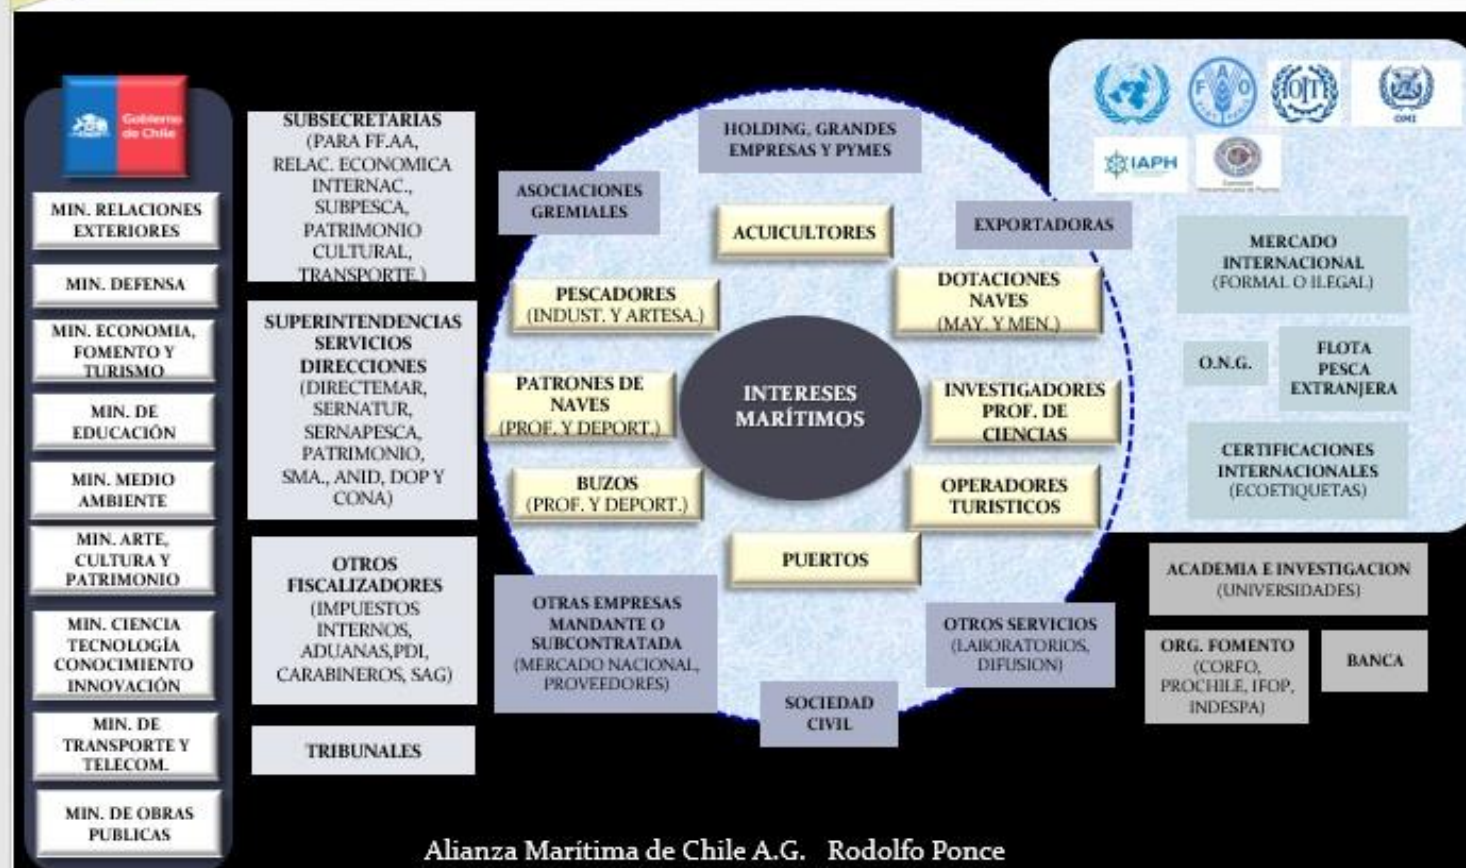 Gobierno
de Chile
MIN. RELACIONES
EXTERIORES
MIN. DEFENSA
MIN. ECONOMIA,
FOMENTO Y
TURISMO
MIN. DE
EDUCACIÓN
MIN. MEDIO
AMBIENTE
MIN. ARTE,
CULTURA Y
PATRIMONIO
MIN. CIENCIA
TECNOLOGÍA
CONOCIMIENTO
INNOVACIÓN
MIN. DE
TRANSPORTE Y
TELECOM.
MIN. DE OBRAS
PUBLICAS
SUBSECRETARIAS
(PARA FF.AA,
RELAC. ECONOMICA
INTERNAC.,
SUBPESCA,
PATRIMONIO
CULTURAL,
TRANSPORTE.)
SUPERINTENDENCIAS
SERVICIOS
DIRECCIONES
(DIRECTEMAR,
SERNATUR,
SERNAPESCA,
PATRIMONIO,
SMA., ANID, DOP Y
CONA)
OTROS
FISCALIZADORES
(IMPUESTOS
INTERNOS,
ADUANAS,PDI,
CARABINEROS, SAG)
TRIBUNALES
HOLDING, GRANDES
EMPRESAS Y PYMES
ASOCIACIONES
GREMIALES
EXPORTADORAS
ACUICULTORES
PESCADORES
(INDUST. Y ARTESA.)
DOTACIONES
NAVES
(MAY. Y MEN.)
PATRONES DE
NAVES
(PROF. Y DEPORT.)
INTERESES
MARÍTIMOS
INVESTIGADORES
PROF. DE
CIENCIAS
BUZOS
(PROF. Y DEPORT.)
OPERADORES
TURISTICOS
PUERTOS
OTRAS EMPRESAS
MANDANTE O
SUBCONTRATADA
(MERCADO NACIONAL,
PROVEEDORES)
OTROS SERVICIOS
(LABORATORIOS,
DIFUSION)
SOCIEDAD
CIVIL
FAO
OIT
OMI
IAPH
MERCADO
INTERNACIONAL
(FORMAL O ILEGAL)
O.N.G.
FLOTA
PESCA
EXTRANJERA
CERTIFICACIONES
INTERNACIONALES
(ECOETIQUETAS)
ACADEMIA E INVESTIGACION
(UNIVERSIDADES)
ORG. FOMENTO
(CORFO,
PROCHILE, IFOP,
INDESPA)
BANCA
Alianza Marítima de Chile A.G. Rodolfo Ponce